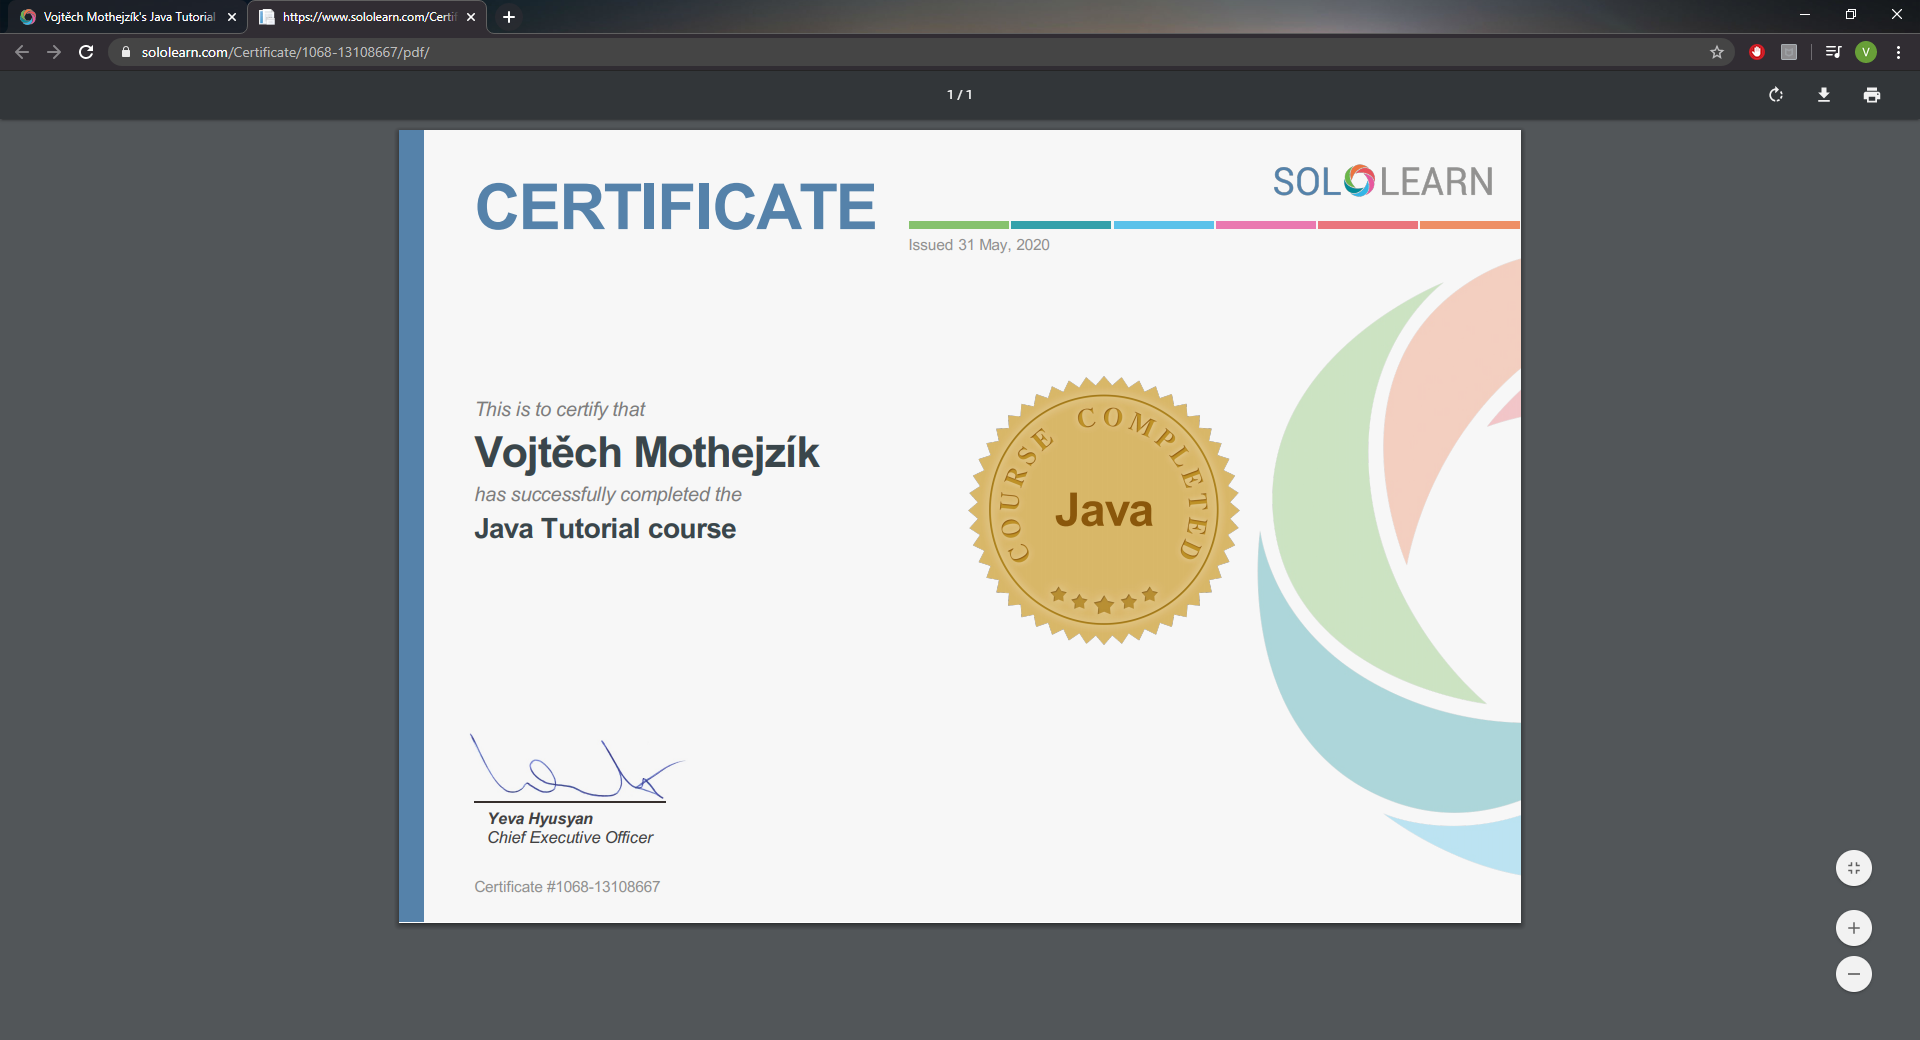 Vojtěch Mothejzík's Java Tutorial
https://www.sololearn.com/Certif
sololearn.com/Certificate/1068-13108667/pdf/
V
1 / 1
CERTIFICATE
SOLOLEARN
Issued 31 May, 2020
This is to certify that
Vojtěch Mothejzík
has successfully completed the
Java Tutorial course
COURSE COMPLETED
Java
Yeva Hyusyan
Chief Executive Officer
Certificate #1068-13108667